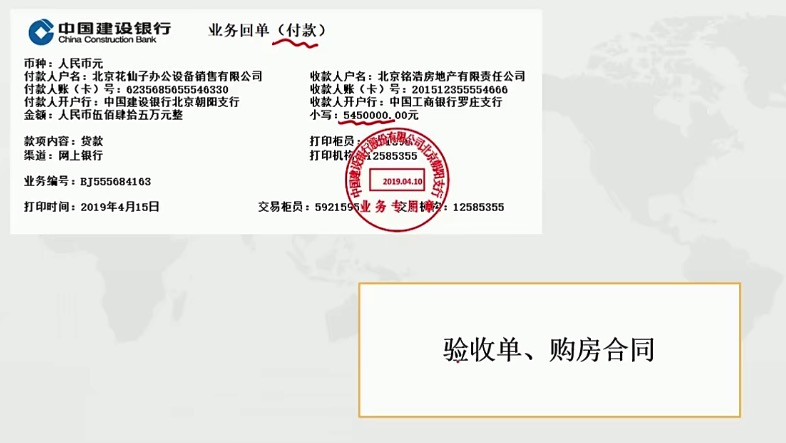 中国建设银行
China Construction Bank
业务回单（付款）
币种：人民币元
付款人户名：北京花仙子办公设备销售有限公司 收款人户名：北京铭浩房地产有限责任公司
付款人账（卡）号：6235685655546330 收款人账（卡）号：201512355554666
付款人开户行：中国建设银行北京朝阳支行 收款人开户行：中国工商银行罗庄支行
金额：人民币伍佰肆拾五万元整 小写：5450000.00元
款项内容：货款 打印柜员：
渠道：网上银行 打印机构：12585355
业务编号：BJ555684163
打印时间：2019年4月15日 交易柜员：5921595 交易机构：12585355
中国建设银行股份有限公司北京朝阳支行
2019.04.10
业务专用章
验收单、购房合同